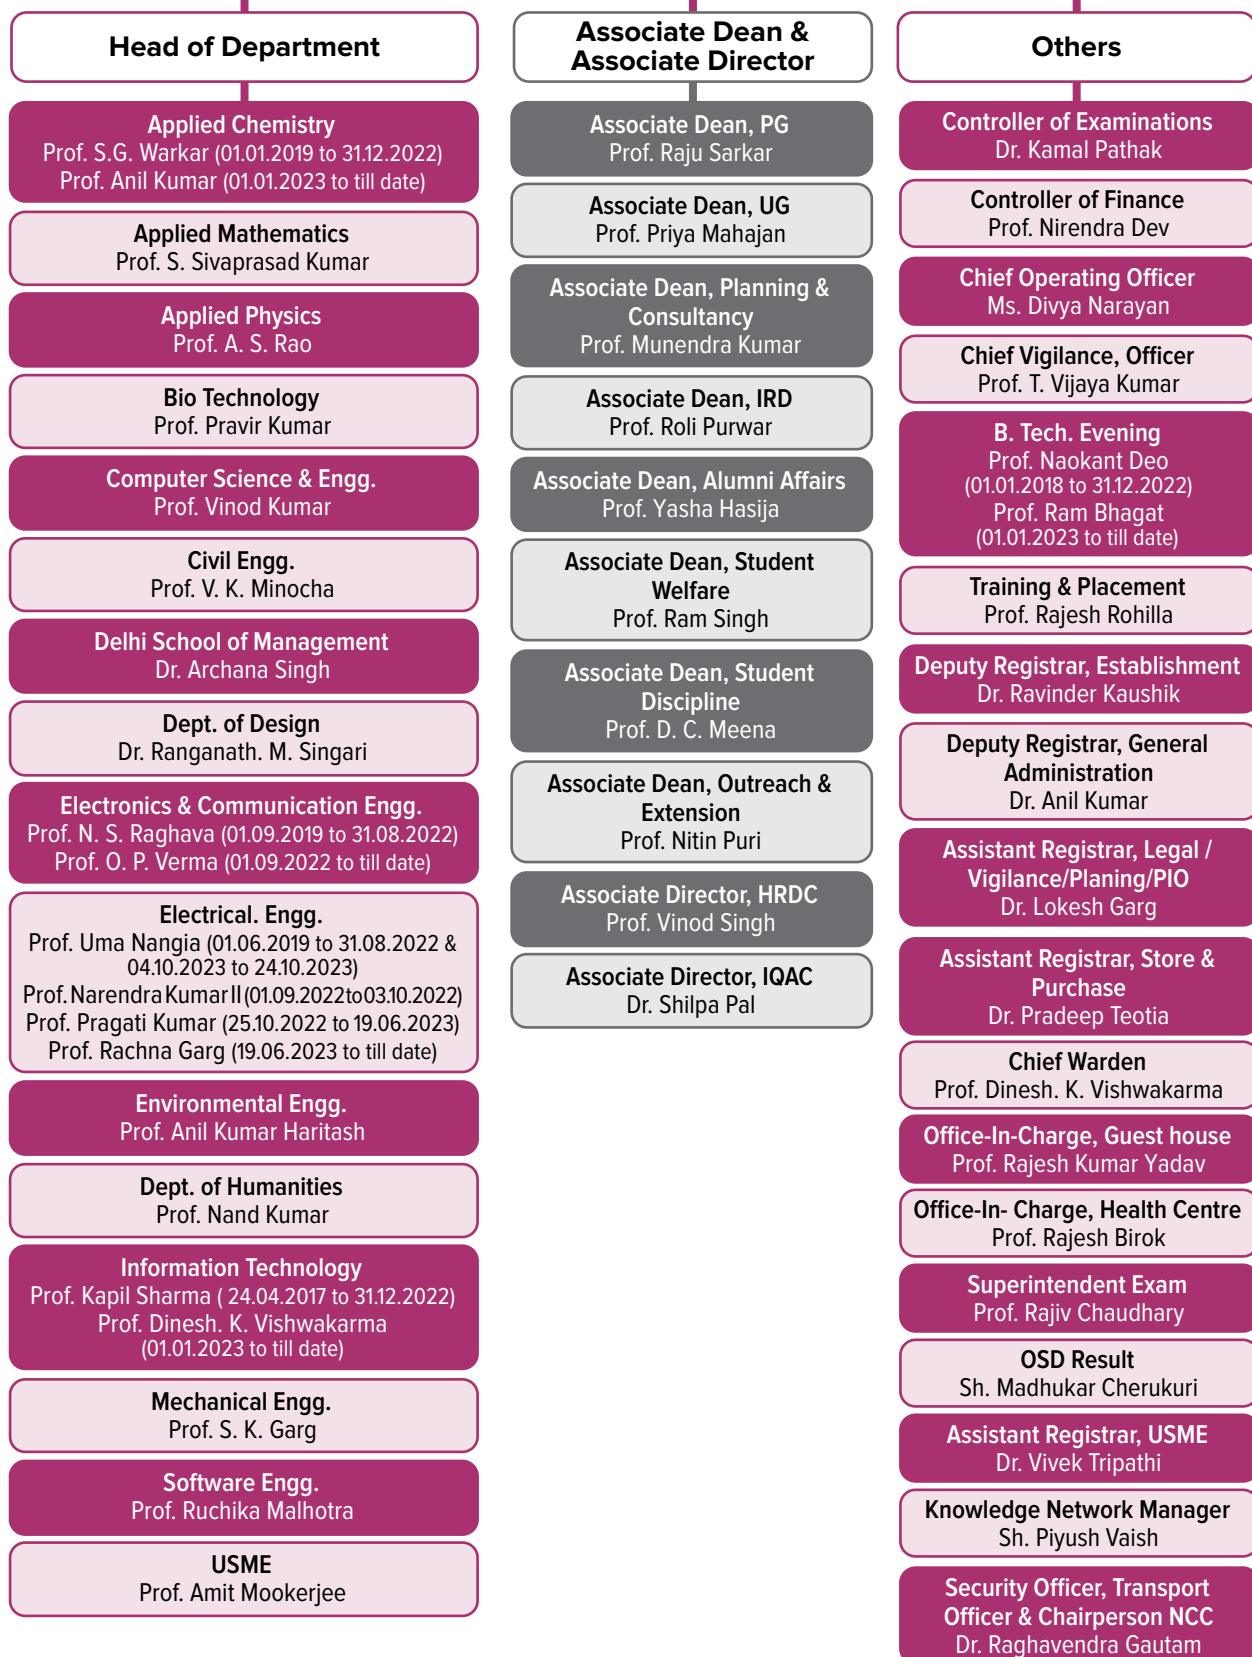 Head of Department
Applied Chemistry
Prof. S.G. Warkar (01.01.2019 to 31.12.2022)
Prof. Anil Kumar (01.01.2023 to till date)
Applied Mathematics
Prof. S. Sivaprasad Kumar
Applied Physics
Prof. A. S. Rao
Bio Technology
Prof. Pravir Kumar
Computer Science & Engg.
Prof. Vinod Kumar
Civil Engg.
Prof. V. K. Minocha
Delhi School of Management
Dr. Archana Singh
Dept. of Design
Dr. Ranganath. M. Singari
Electronics & Communication Engg.
Prof. N. S. Raghava (01.09.2019 to 31.08.2022)
Prof. O. P. Verma (01.09.2022 to till date)
Electrical. Engg.
Prof. Uma Nangia (01.06.2019 to 31.08.2022 &
04.10.2023 to 24.10.2023)
Prof. Narendra Kumar II (01.09.2022 to 03.10.2022)
Prof. Pragati Kumar (25.10.2022 to 19.06.2023)
Prof. Rachna Garg (19.06.2023 to till date)
Environmental Engg.
Prof. Anil Kumar Haritash
Dept. of Humanities
Prof. Nand Kumar
Information Technology
Prof. Kapil Sharma ( 24.04.2017 to 31.12.2022)
Prof. Dinesh. K. Vishwakarma
(01.01.2023 to till date)
Mechanical Engg.
Prof. S. K. Garg
Software Engg.
Prof. Ruchika Malhotra
USME
Prof. Amit Mookerjee
Associate Dean &
Associate Director
Associate Dean, PG
Prof. Raju Sarkar
Associate Dean, UG
Prof. Priya Mahajan
Associate Dean, Planning &
Consultancy
Prof. Munendra Kumar
Associate Dean, IRD
Prof. Roli Purwar
Associate Dean, Alumni Affairs
Prof. Yasha Hasija
Associate Dean, Student
Welfare
Prof. Ram Singh
Associate Dean, Student
Discipline
Prof. D. C. Meena
Associate Dean, Outreach &
Extension
Prof. Nitin Puri
Associate Director, HRDC
Prof. Vinod Singh
Associate Director, IQAC
Dr. Shilpa Pal
Others
Controller of Examinations
Dr. Kamal Pathak
Controller of Finance
Prof. Nirendra Dev
Chief Operating Officer
Ms. Divya Narayan
Chief Vigilance, Officer
Prof. T. Vijaya Kumar
B. Tech. Evening
Prof. Naokant Deo
(01.01.2018 to 31.12.2022)
Prof. Ram Bhagat
(01.01.2023 to till date)
Training & Placement
Prof. Rajesh Rohilla
Deputy Registrar, Establishment
Dr. Ravinder Kaushik
Deputy Registrar, General
Administration
Dr. Anil Kumar
Assistant Registrar, Legal /
Vigilance/Planing/PIO
Dr. Lokesh Garg
Assistant Registrar, Store &
Purchase
Dr. Pradeep Teotia
Chief Warden
Prof. Dinesh. K. Vishwakarma
Office-In-Charge, Guest house
Prof. Rajesh Kumar Yadav
Office-In- Charge, Health Centre
Prof. Rajesh Birok
Superintendent Exam
Prof. Rajiv Chaudhary
OSD Result
Sh. Madhukar Cherukuri
Assistant Registrar, USME
Dr. Vivek Tripathi
Knowledge Network Manager
Sh. Piyush Vaish
Security Officer, Transport
Officer & Chairperson NCC
Dr. Raghavendra Gautam